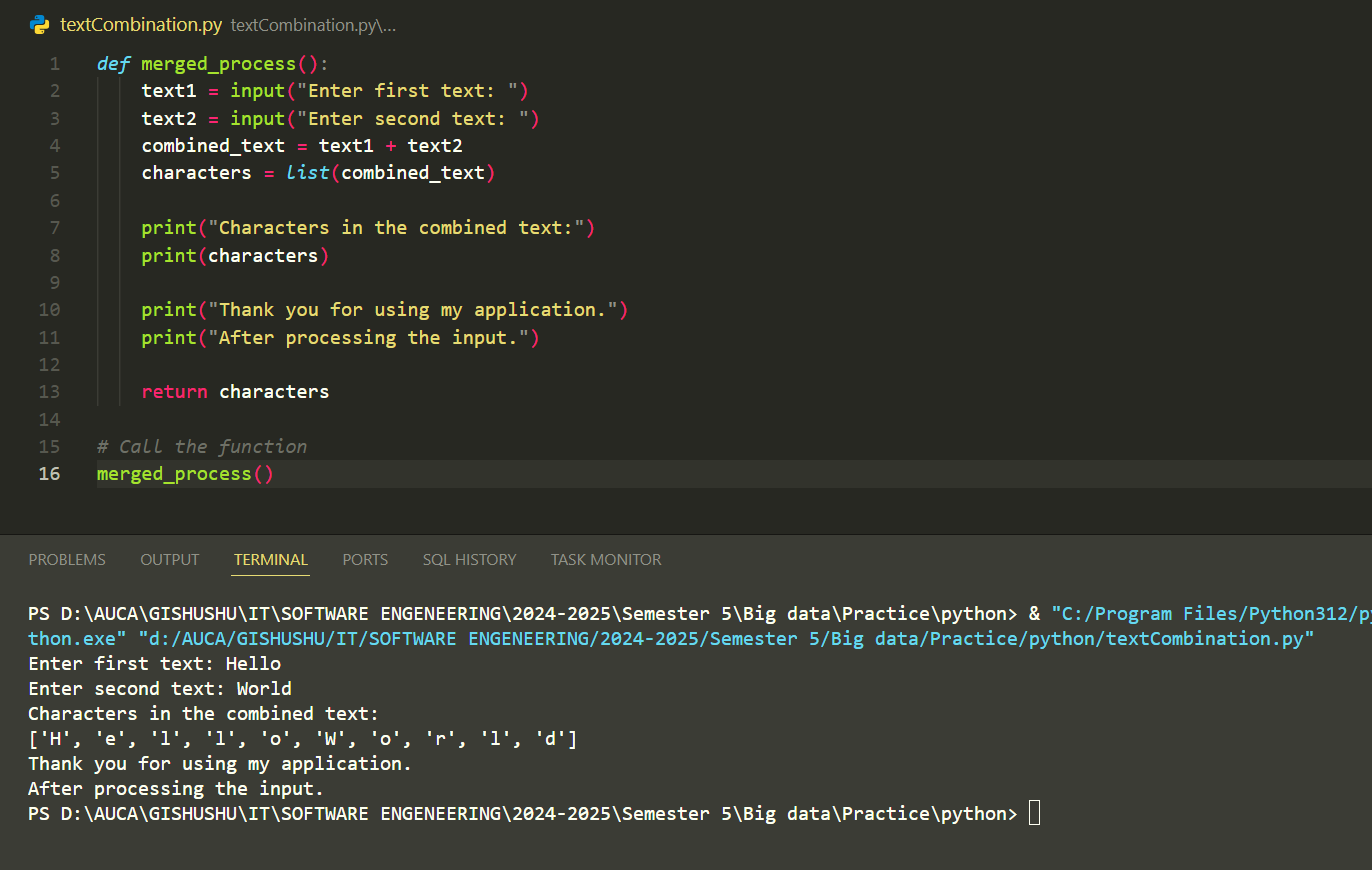 textCombination.py textCombination.py\...
1 def merged_process():
2     text1 = input("Enter first text: ")
3     text2 = input("Enter second text: ")
4     combined_text = text1 + text2
5     characters = list(combined_text)
6
7     print("Characters in the combined text:")
8     print(characters)
9
10     print("Thank you for using my application.")
11     print("After processing the input.")
12
13     return characters
14
15 # Call the function
16 merged_process()
PROBLEMS OUTPUT TERMINAL PORTS SQL HISTORY TASK MONITOR
PS D:\AUCA\GISHUSHU\IT\SOFTWARE ENGENEERING\2024-2025\Semester 5\Big data\Practice\python> & "C:/Program Files/Python312/py
thon.exe" "d:/AUCA/GISHUSHU/IT/SOFTWARE ENGENEERING/2024-2025/Semester 5/Big data/Practice/python/textCombination.py"
Enter first text: Hello
Enter second text: World
Characters in the combined text:
['H', 'e', 'l', 'l', 'o', 'W', 'o', 'r', 'l', 'd']
Thank you for using my application.
After processing the input.
PS D:\AUCA\GISHUSHU\IT\SOFTWARE ENGENEERING\2024-2025\Semester 5\Big data\Practice\python>